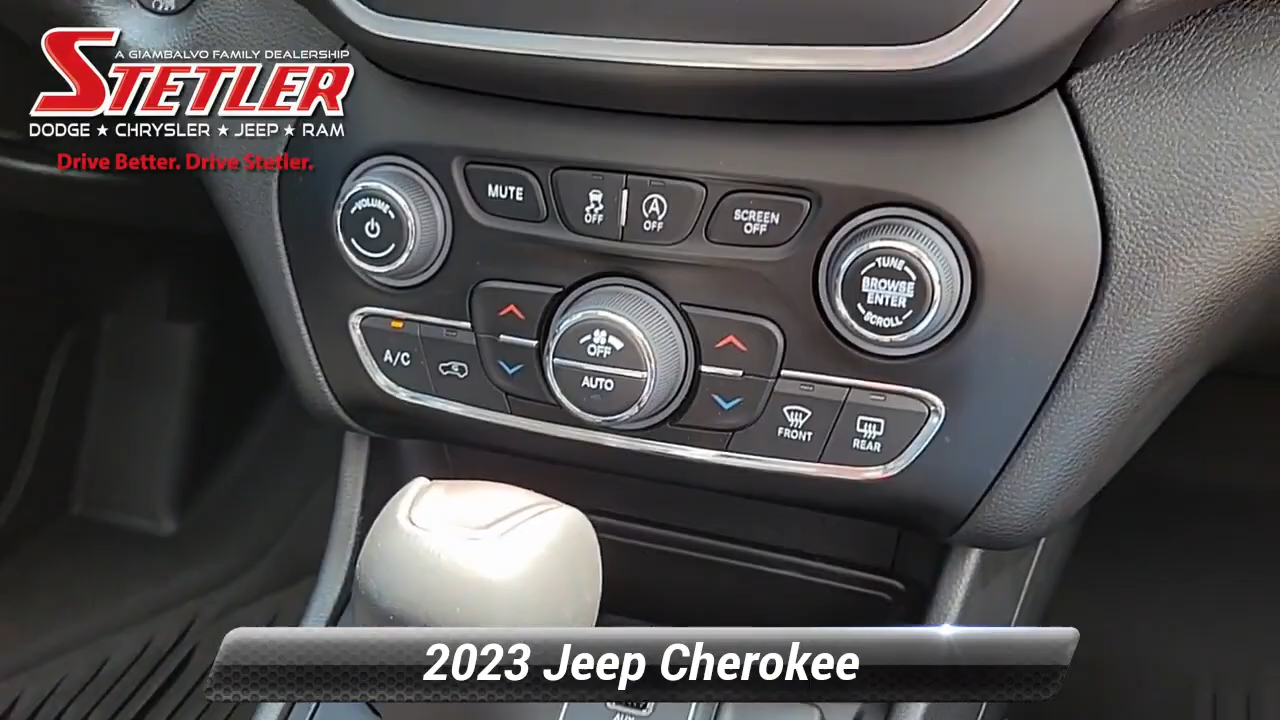 A GIAMBALVO FAMILY DEALERSHIP
STETLER
DODGE ★ CHRYSLER ★ JEEP ★ RAM
Drive Better. Drive Stetler.
VOLUME
MUTE
OFF
A
OFF
SCREEN
OFF
TUNE
BROWSE
ENTER
SCROLL
A/C
OFF
AUTO
FRONT
REAR
2023 Jeep Cherokee
AUX